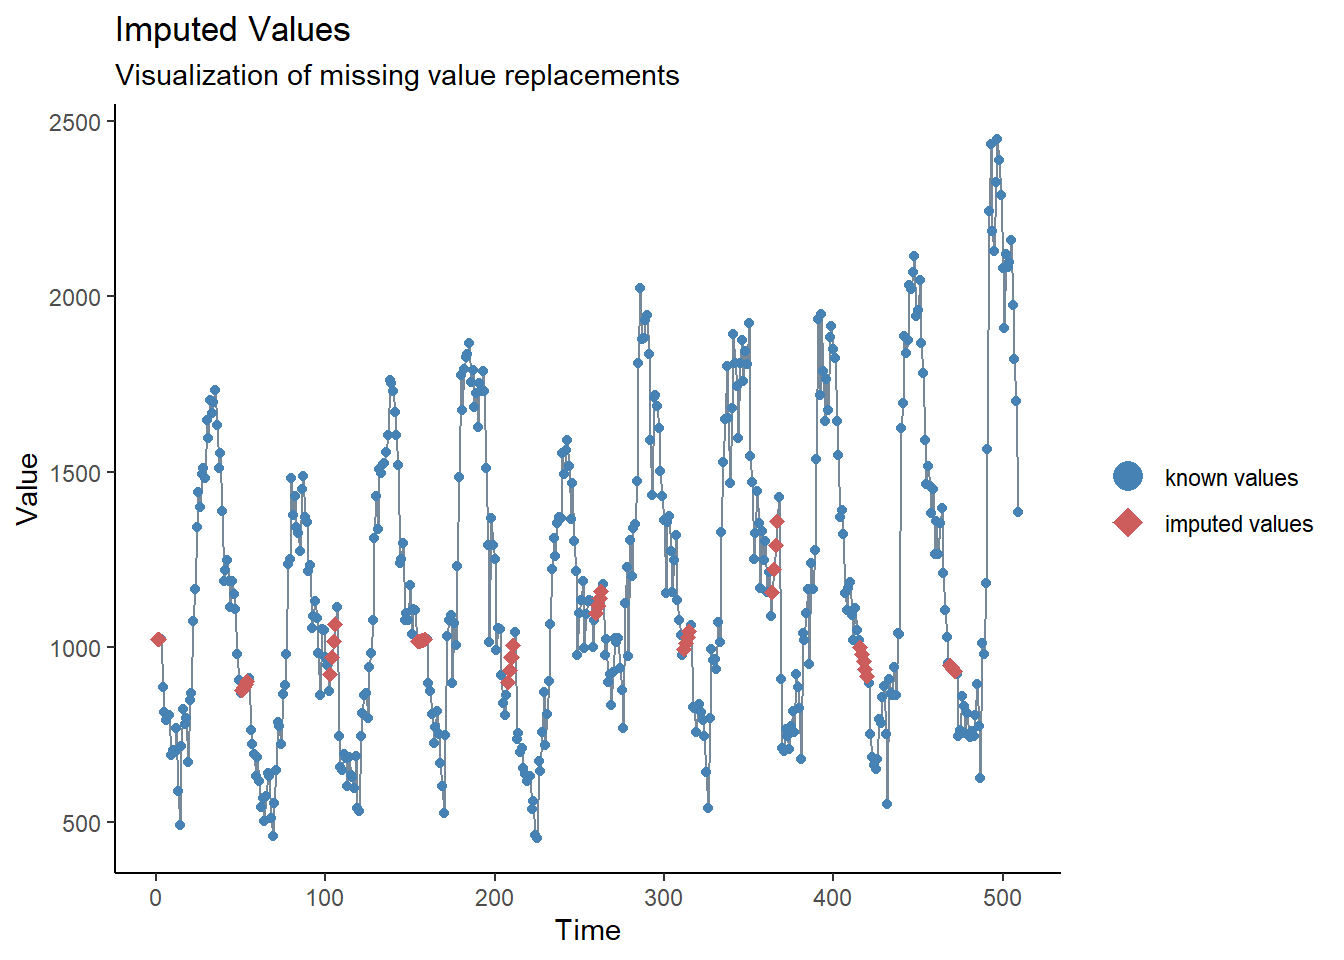 Imputed Values
Visualization of missing value replacements
2500
2000
1500
1000
500
Value
0 100 200 300 400 500
Time
known values
imputed values